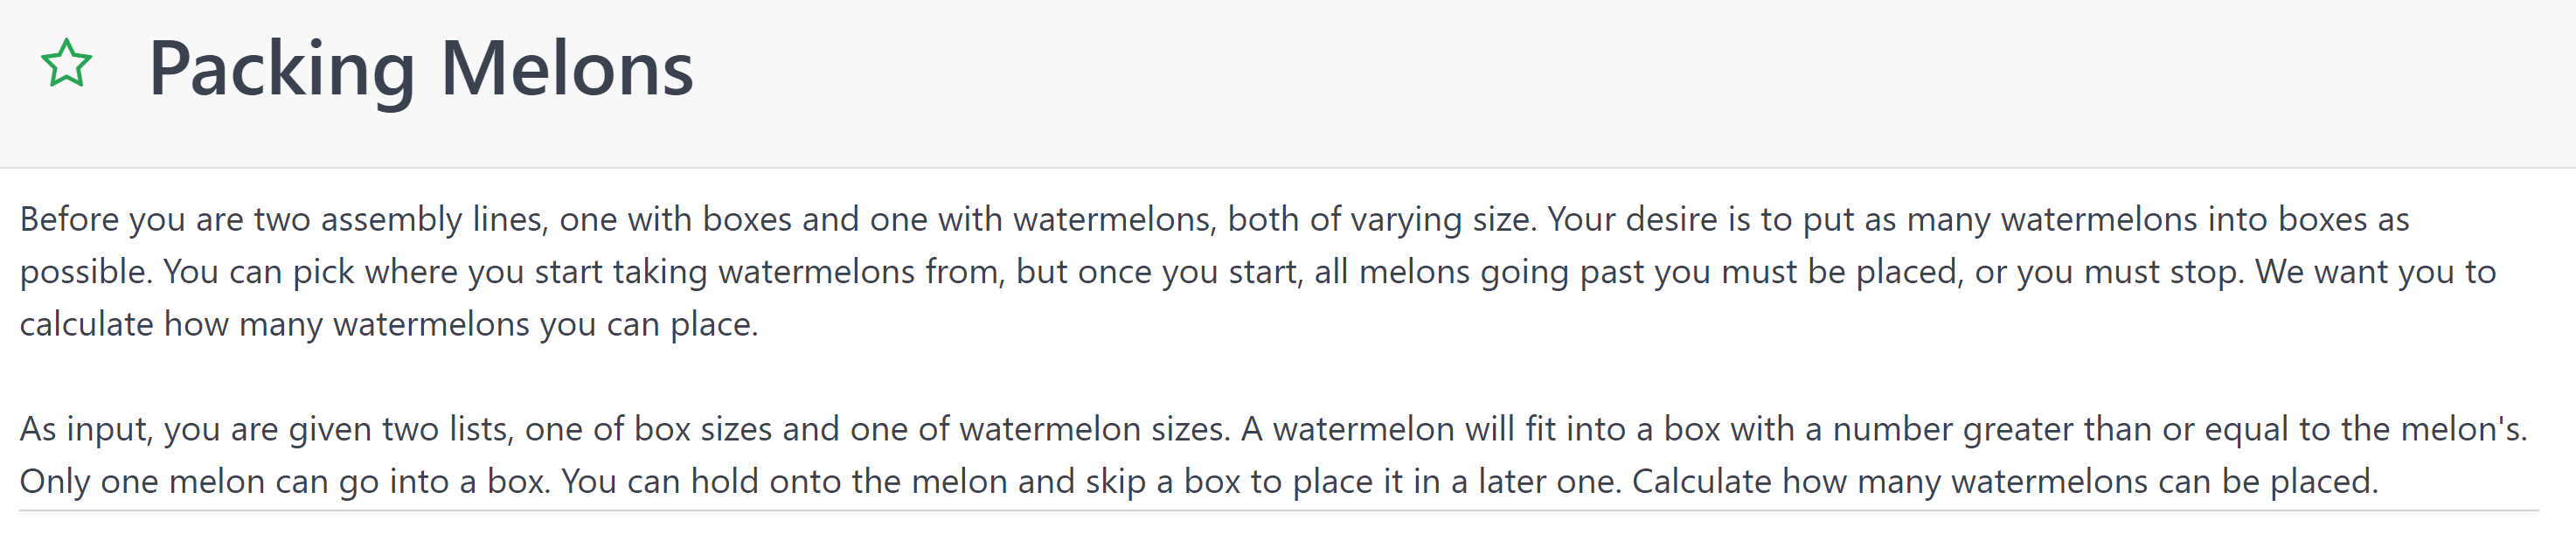 Packing Melons
Before you are two assembly lines, one with boxes and one with watermelons, both of varying size. Your desire is to put as many watermelons into boxes as
possible. You can pick where you start taking watermelons from, but once you start, all melons going past you must be placed, or you must stop. We want you to
calculate how many watermelons you can place.
As input, you are given two lists, one of box sizes and one of watermelon sizes. A watermelon will fit into a box with a number greater than or equal to the melon's.
Only one melon can go into a box. You can hold onto the melon and skip a box to place it in a later one. Calculate how many watermelons can be placed.